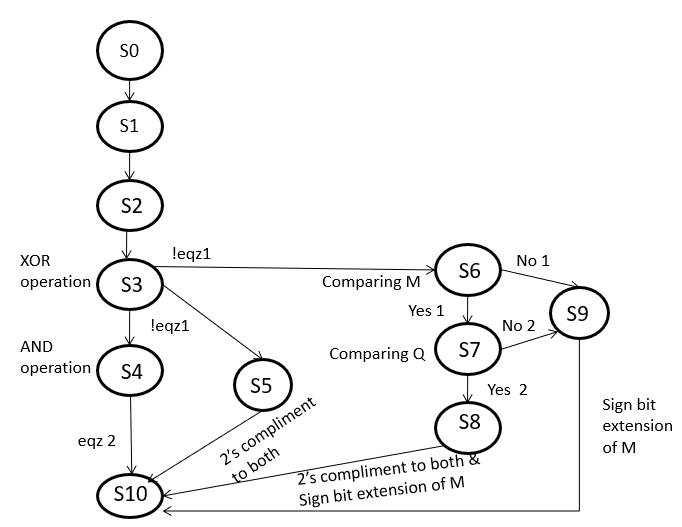 S0
S1
S2
XOR
operation
S3
!eqz1
!eqz1
Comparing M
S6
No 1
S9
Yes 1
AND
operation
S4
S5
Comparing Q
S7
No 2
Yes 2
S8
eqz 2
2's compliment
to both
2's compliment to both &
Sign bit extension of M
Sign bit
extension
of M
S10